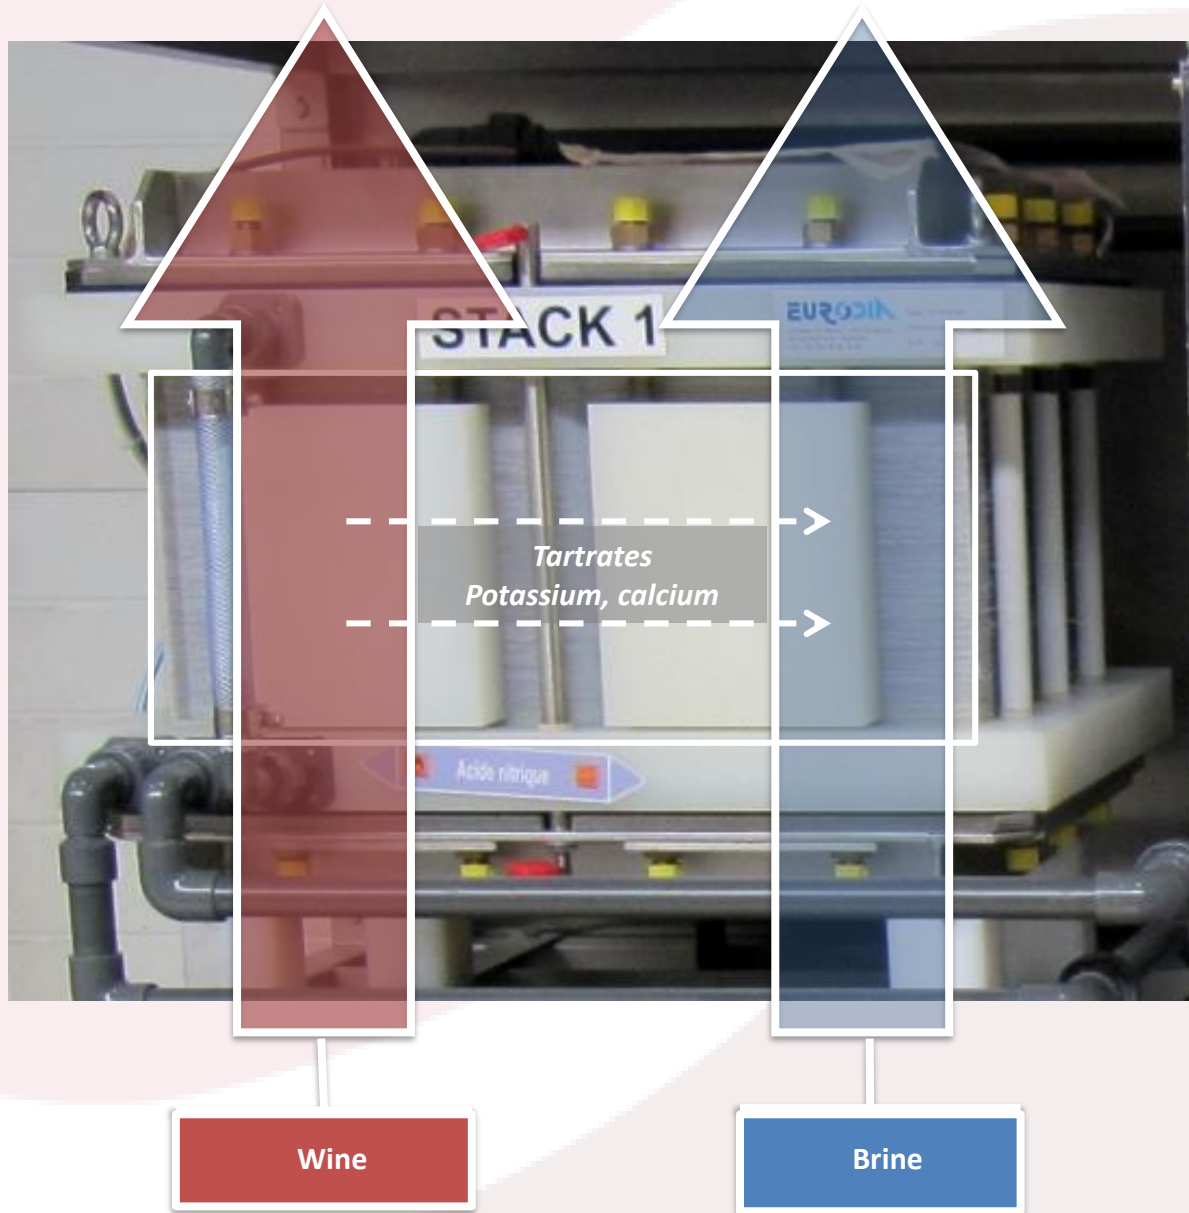 STACK 1
EURODIA
Tartrates
Potassium, calcium
Acide nitrique
Wine
Brine